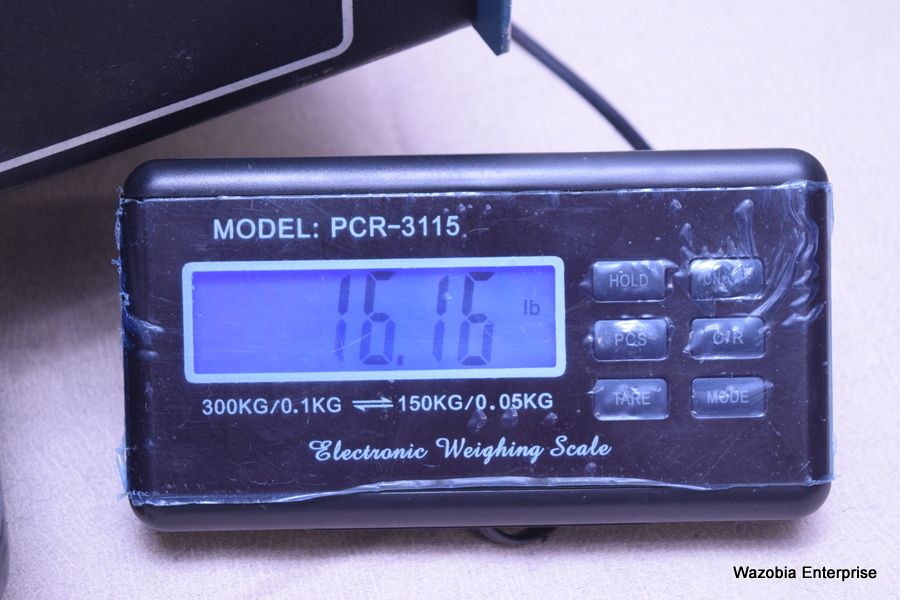 MODEL: PCR-3115
16.16 lb
HOLD
PCS C/R
TARE MODE
300KG/0.1KG ⇌ 150KG/0.05KG
Electronic Weighing Scale
Wazobia Enterprise